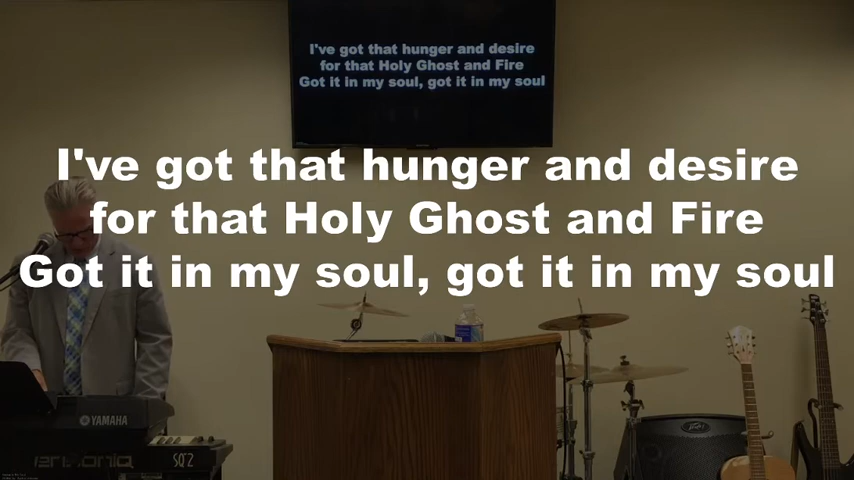 I've got that hunger and desire
for that Holy Ghost and Fire
Got it in my soul, got it in my soul
I've got that hunger and desire
for that Holy Ghost and Fire
Got it in my soul, got it in my soul
YAMAHA
ensoniq
SQ2
PEAVEY